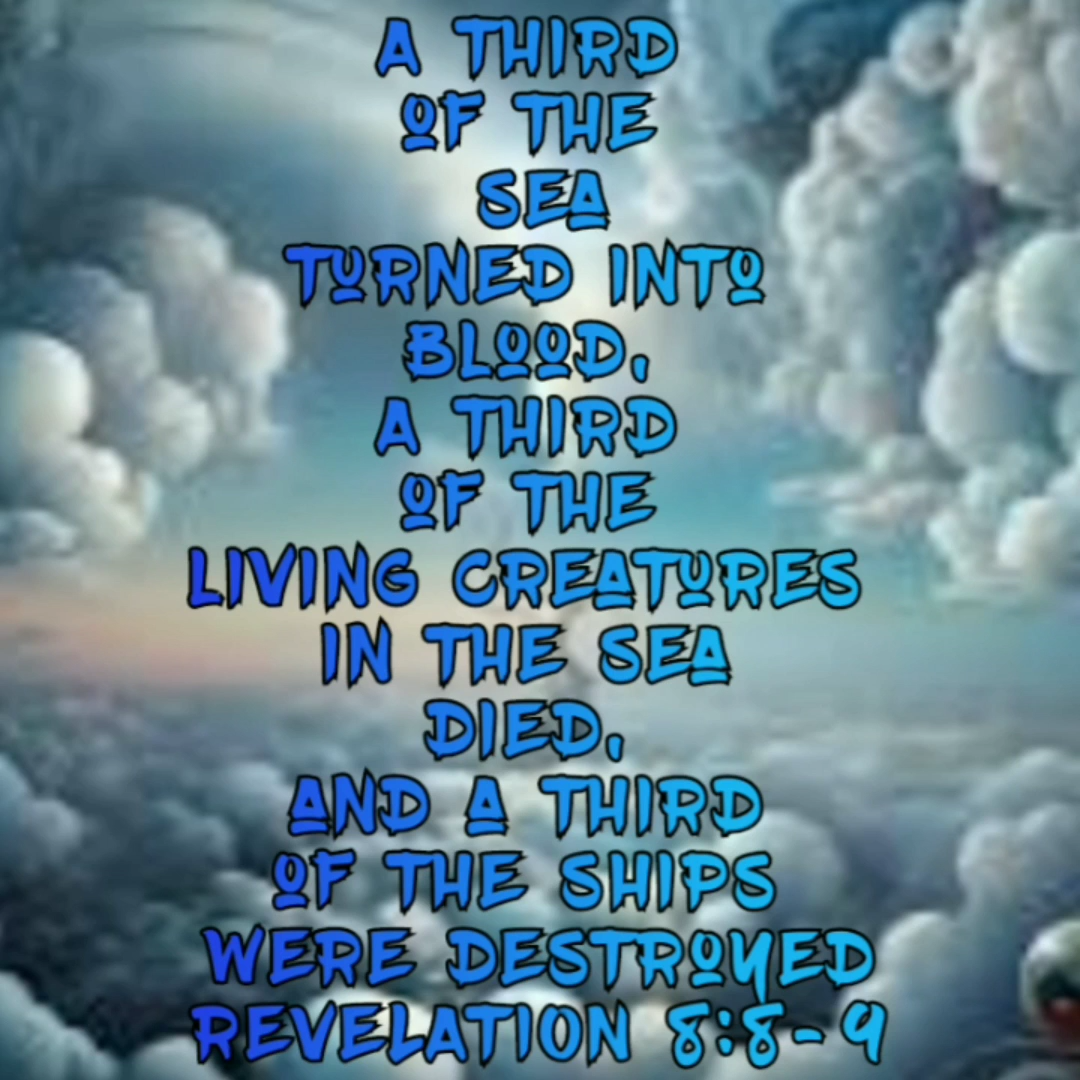 A THIRD
OF THE
SEA
TURNED INTO
BLOOD,
A THIRD
OF THE
LIVING CREATURES
IN THE SEA
DIED,
AND A THIRD
OF THE SHIPS
WERE DESTROYED
REVELATION 8:8-9